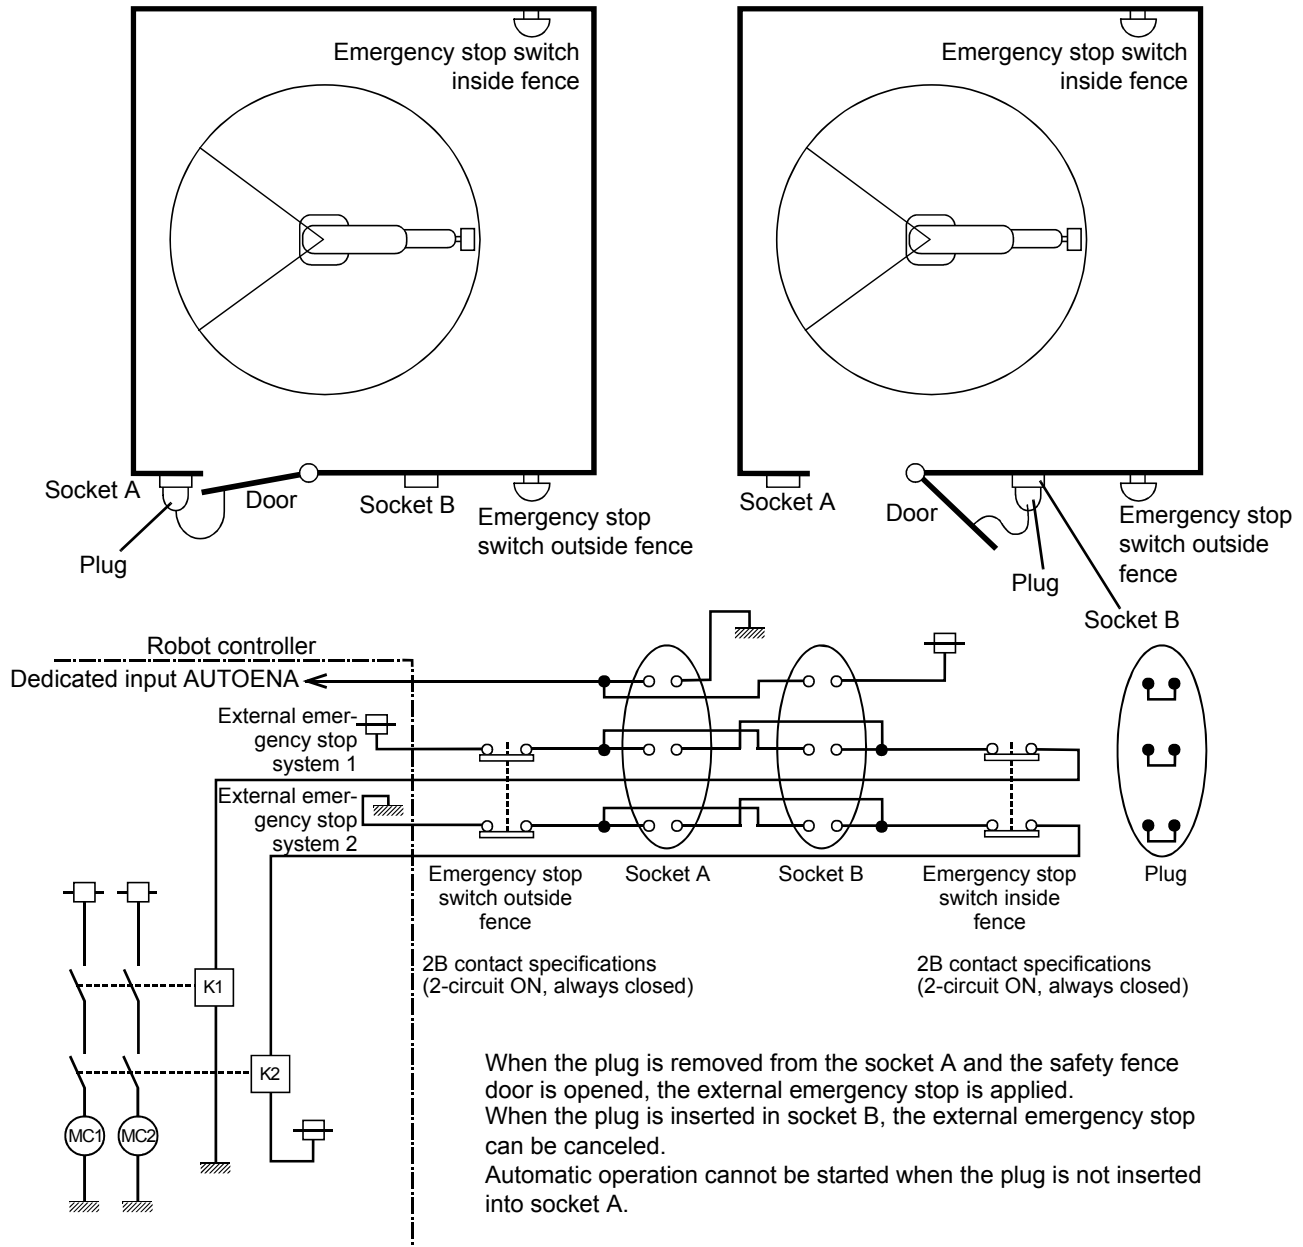 Emergency stop switch
inside fence
Emergency stop switch
inside fence
Socket A
Door
Socket B
Emergency stop
switch outside fence
Plug
Socket A
Door
Emergency stop
switch outside
fence
Plug
Socket B
Robot controller
Dedicated input AUTOENA
External emer-
gency stop
system 1
External emer-
gency stop
system 2
Emergency stop
switch outside
fence
Socket A
Socket B
Emergency stop
switch inside
fence
Plug
2B contact specifications
(2-circuit ON, always closed)
2B contact specifications
(2-circuit ON, always closed)
K1
K2
MC1
MC2
When the plug is removed from the socket A and the safety fence
door is opened, the external emergency stop is applied.
When the plug is inserted in socket B, the external emergency stop
can be canceled.
Automatic operation cannot be started when the plug is not inserted
into socket A.